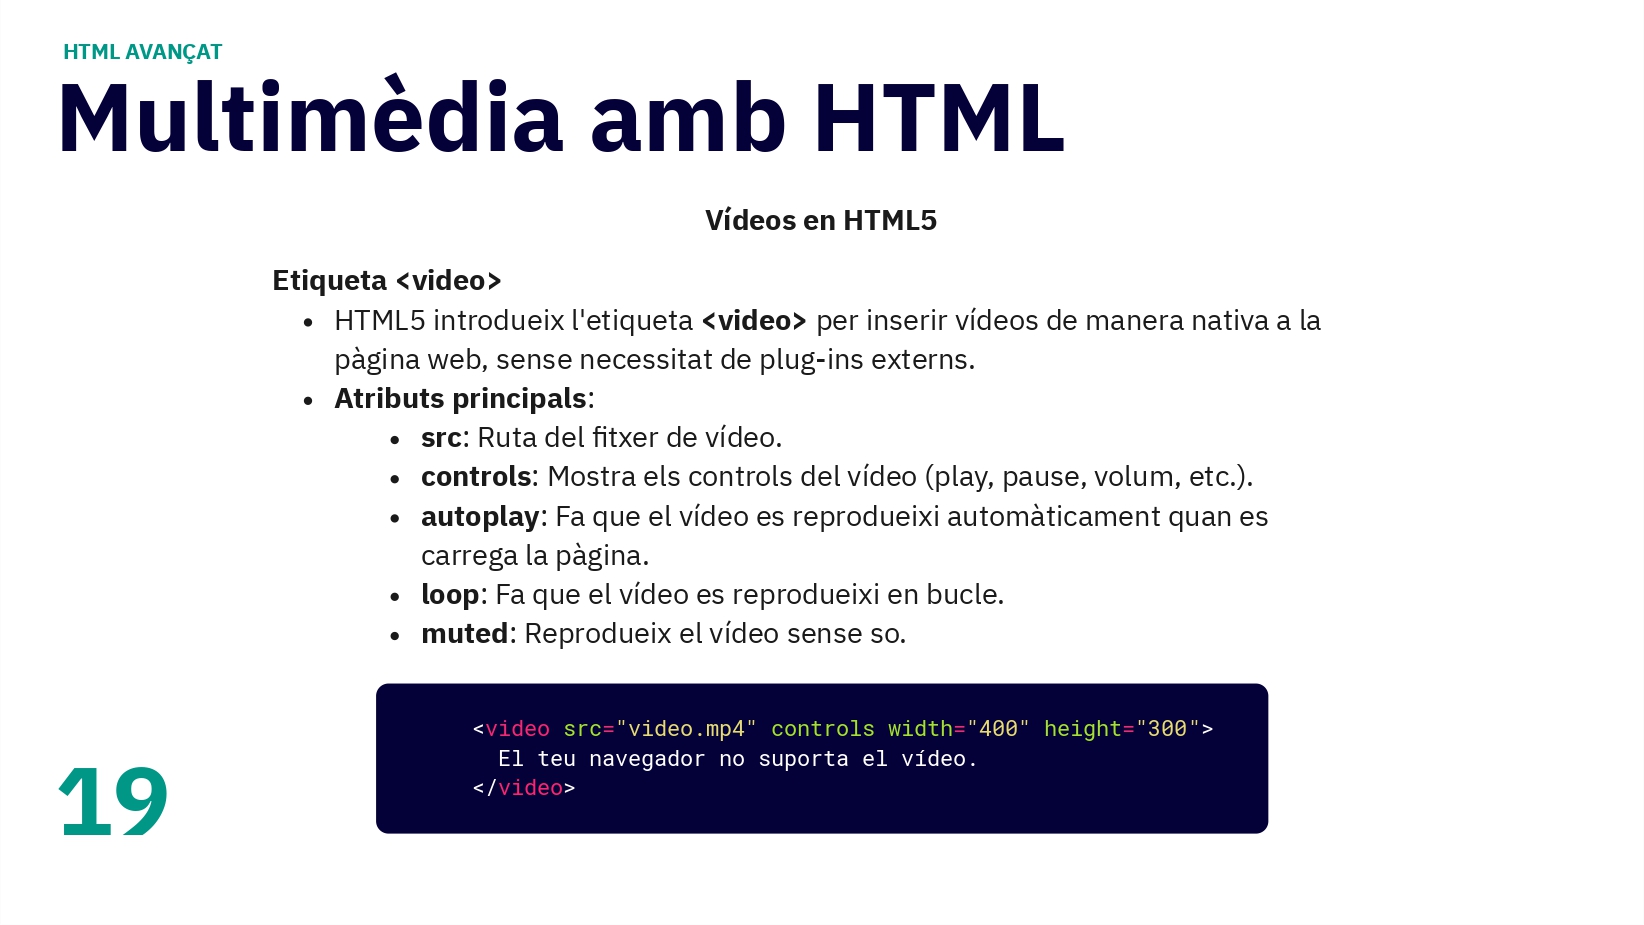 HTML AVANÇAT
Multimèdia amb HTML
Vídeos en HTML5
Etiqueta <video>
• HTML5 introdueix l'etiqueta <video> per inserir vídeos de manera nativa a la
pàgina web, sense necessitat de plug-ins externs.
• Atributs principals:
• src: Ruta del fitxer de vídeo.
• controls: Mostra els controls del vídeo (play, pause, volum, etc.).
• autoplay: Fa que el vídeo es reprodueixi automàticament quan es
carrega la pàgina.
• loop: Fa que el vídeo es reprodueixi en bucle.
• muted: Reprodueix el vídeo sense so.
<video src="video.mp4" controls width="400" height="300">
El teu navegador no suporta el vídeo.
</video>
19